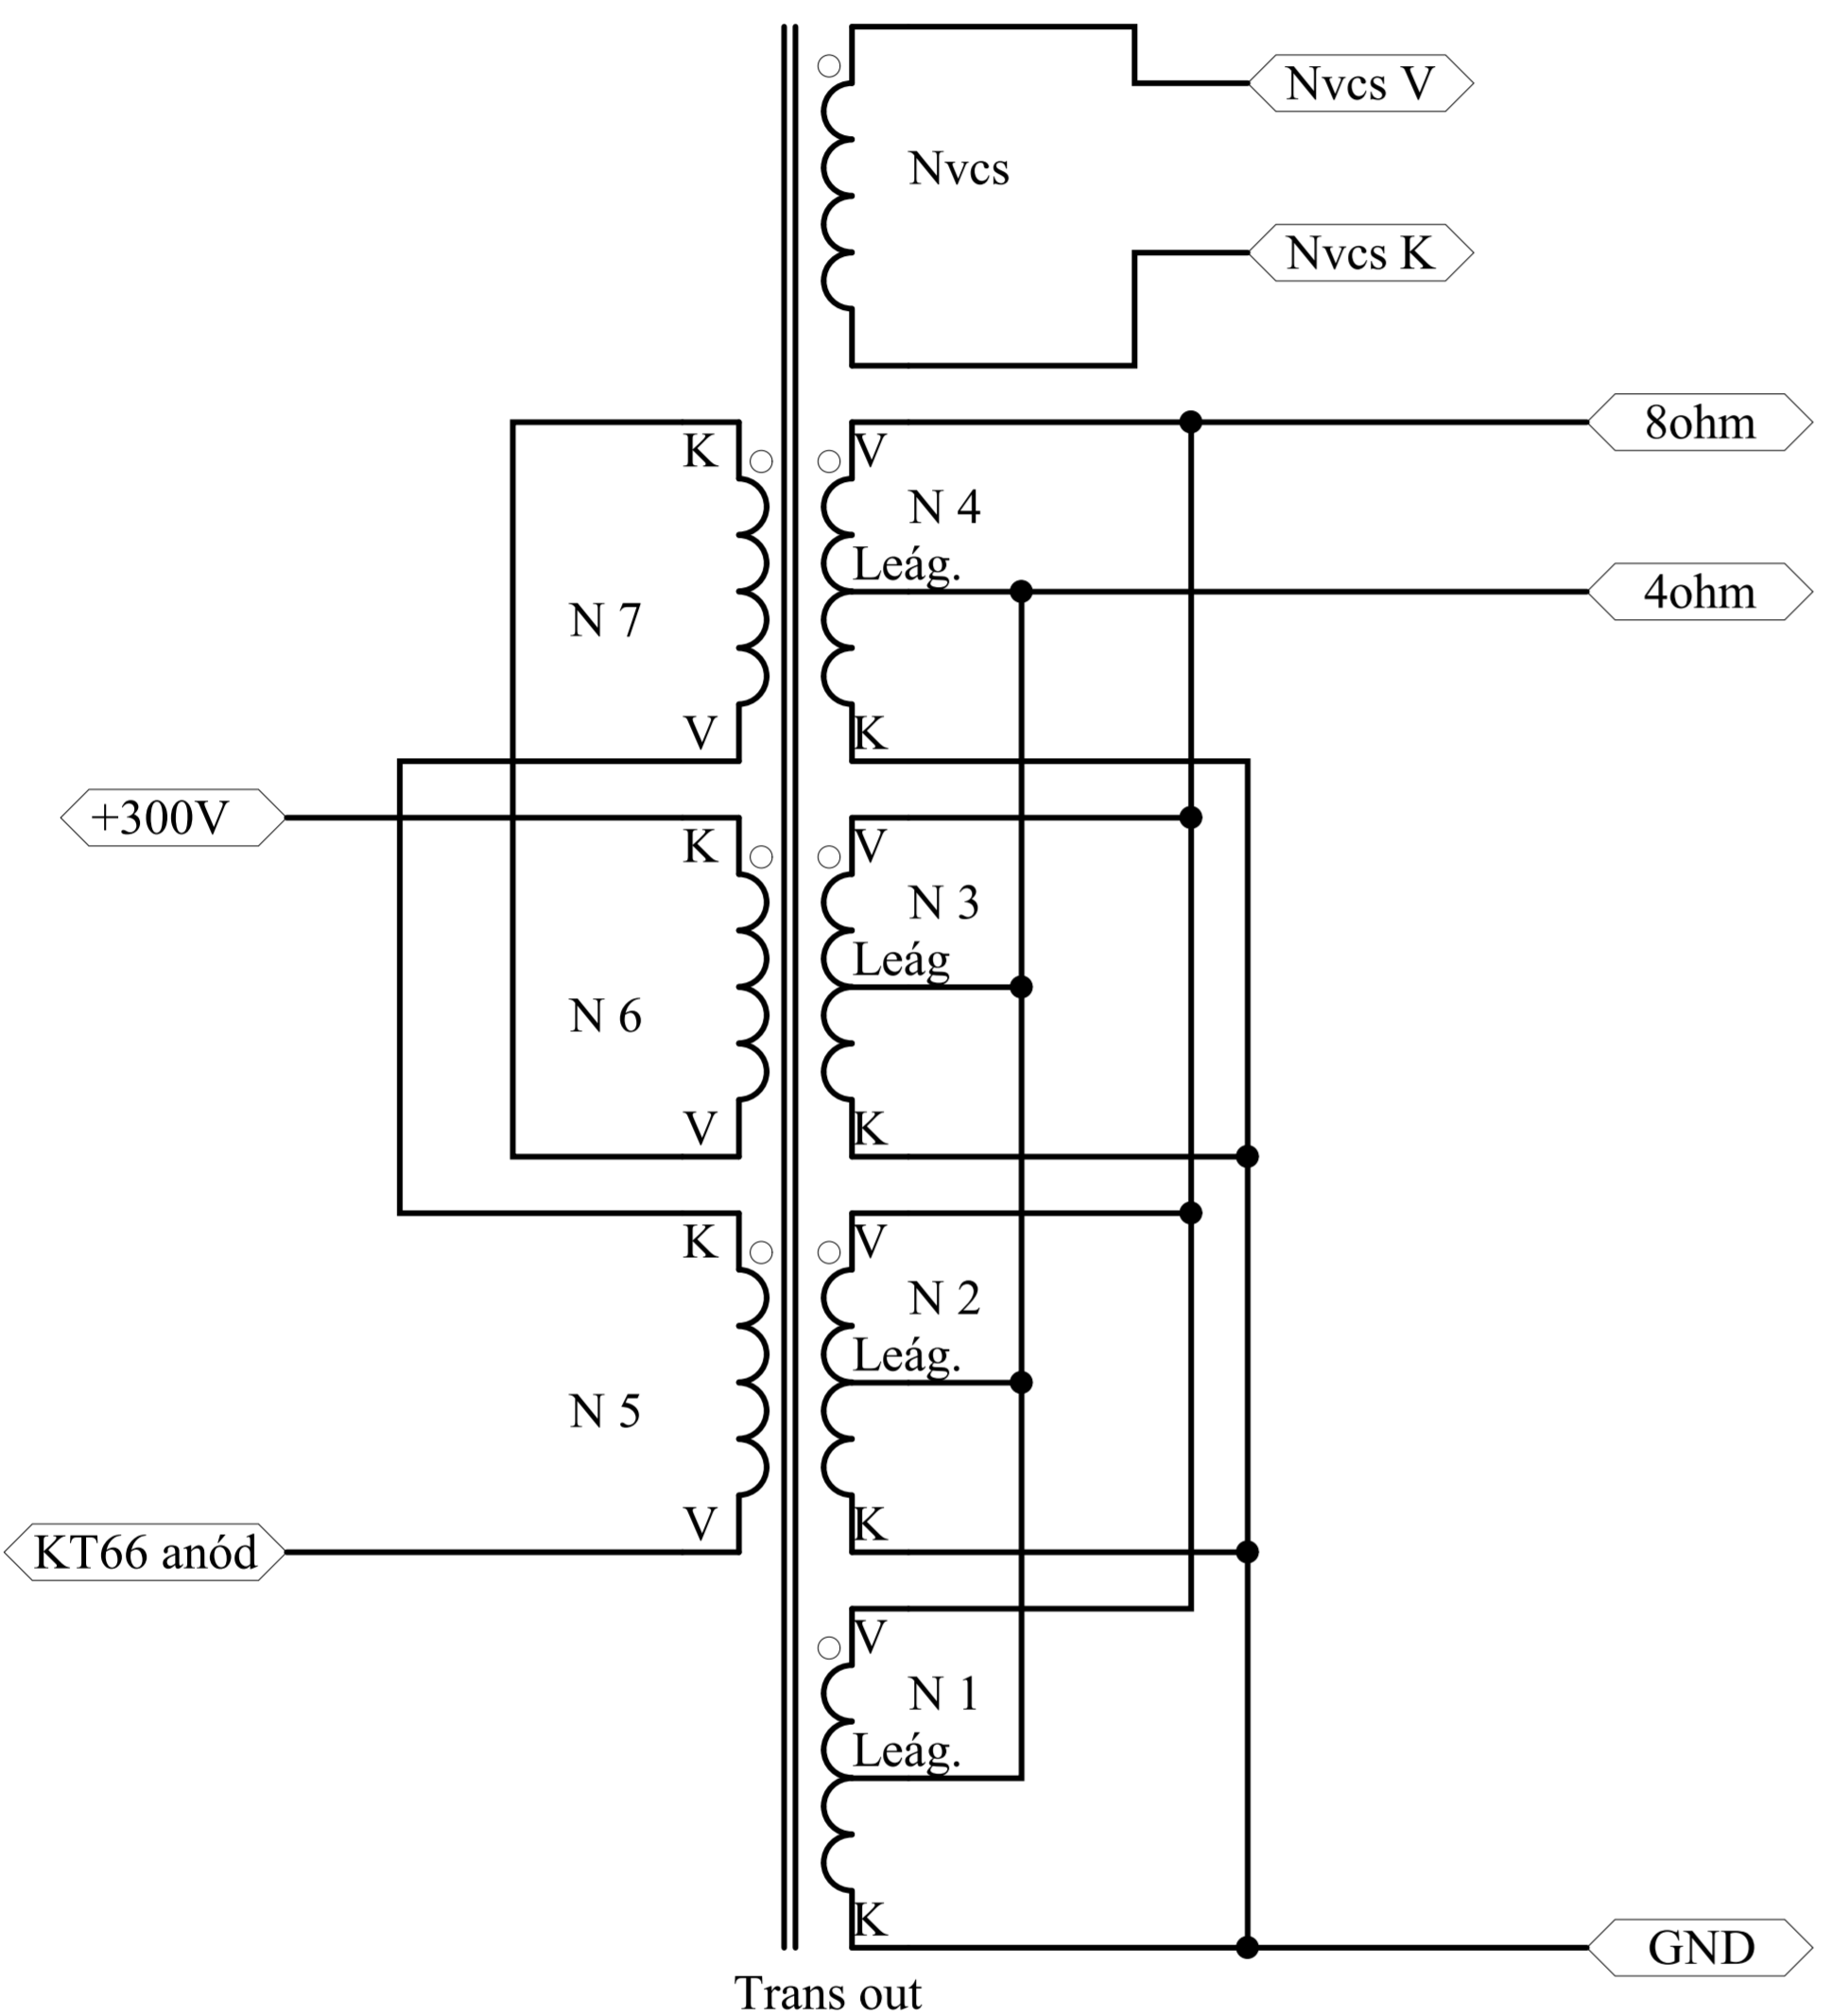 Nvcs V
Nvcs
Nvcs K
8ohm
K
V
N 4
Leág.
4ohm
N 7
V
K
+300V
K
V
N 3
Leág
N 6
V
K
K
V
N 2
Leág.
N 5
V
K
KT66 anód
V
N 1
Leág.
K
GND
Trans out